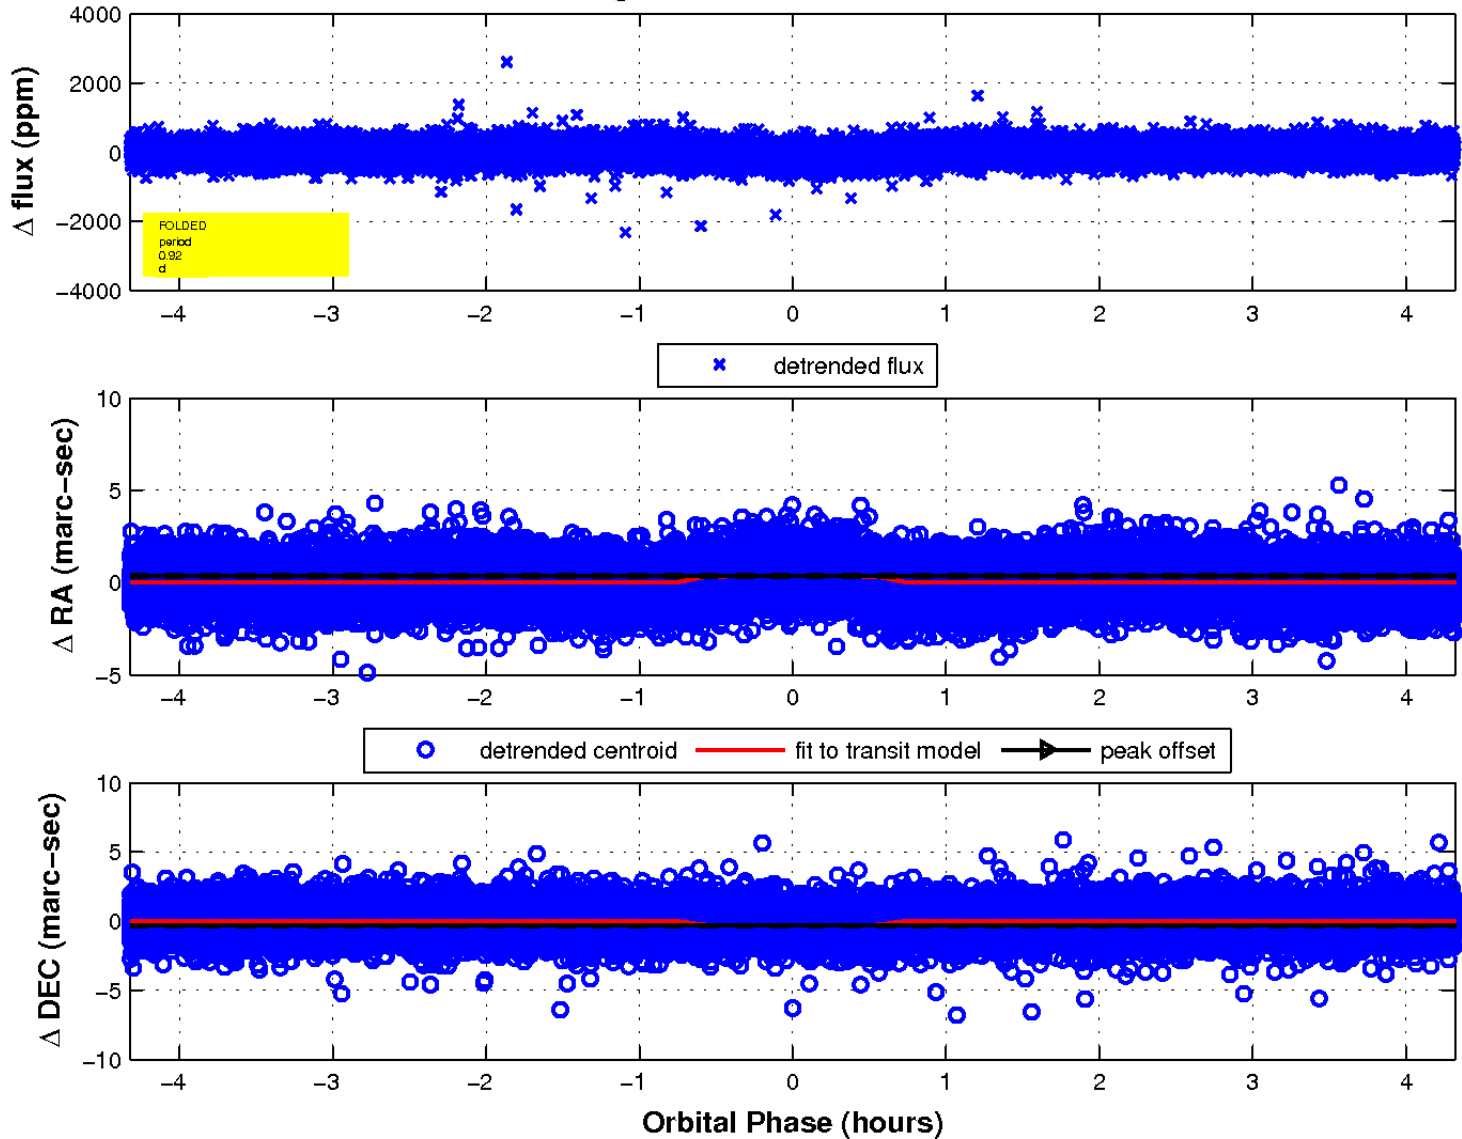 4000
2000
0
−2000
−4000
Δ flux (ppm)
FOLDED
period
0.92
d
−4 −3 −2 −1 0 1 2 3 4
detrended flux
10
5
0
−5
Δ RA (marc−sec)
−4 −3 −2 −1 0 1 2 3 4
detrended centroid fit to transit model peak offset
10
5
0
−5
−10
Δ DEC (marc−sec)
−4 −3 −2 −1 0 1 2 3 4
Orbital Phase (hours)